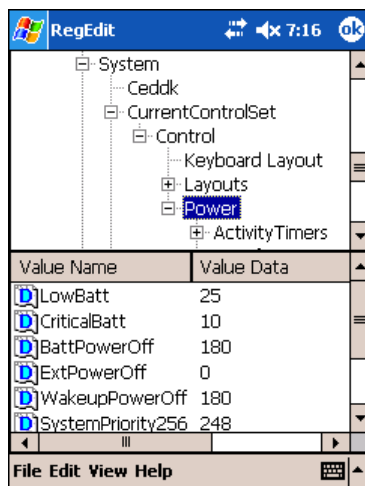 RegEdit 7:16 ok
System
Ceddk
CurrentControlSet
Control
Keyboard Layout
Layouts
Power
ActivityTimers
Value Name Value Data
LowBatt 25
CriticalBatt 10
BattPowerOff 180
ExtPowerOff 0
WakeupPowerOff 180
SystemPriority256 248
File Edit View Help